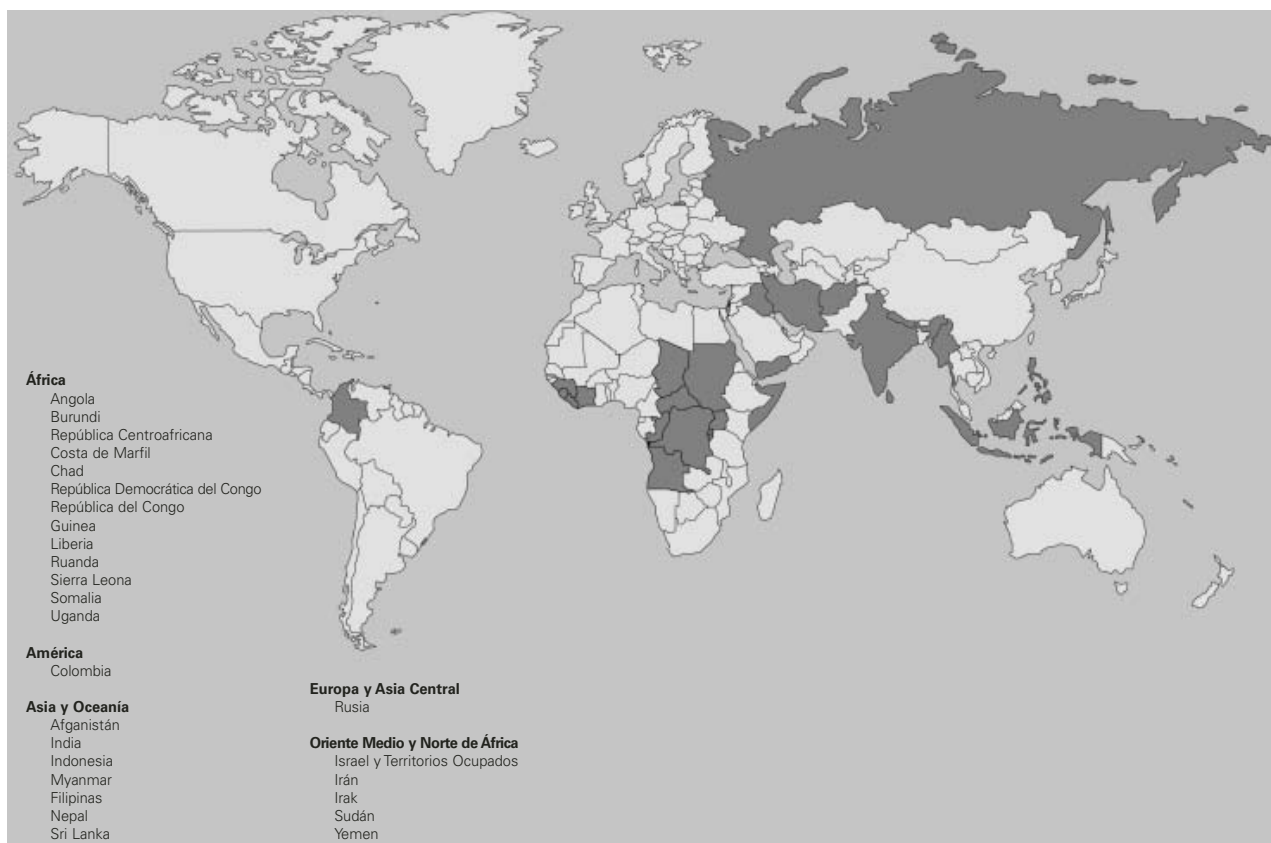 África
Angola
Burundi
República Centroafricana
Costa de Marfil
Chad
República Democrática del Congo
República del Congo
Guinea
Liberia
Ruanda
Sierra Leona
Somalia
Uganda
América
Colombia
Asia y Oceanía
Afganistán
India
Indonesia
Myanmar
Filipinas
Nepal
Sri Lanka
Europa y Asia Central
Rusia
Oriente Medio y Norte de África
Israel y Territorios Ocupados
Irán
Irak
Sudán
Yemen